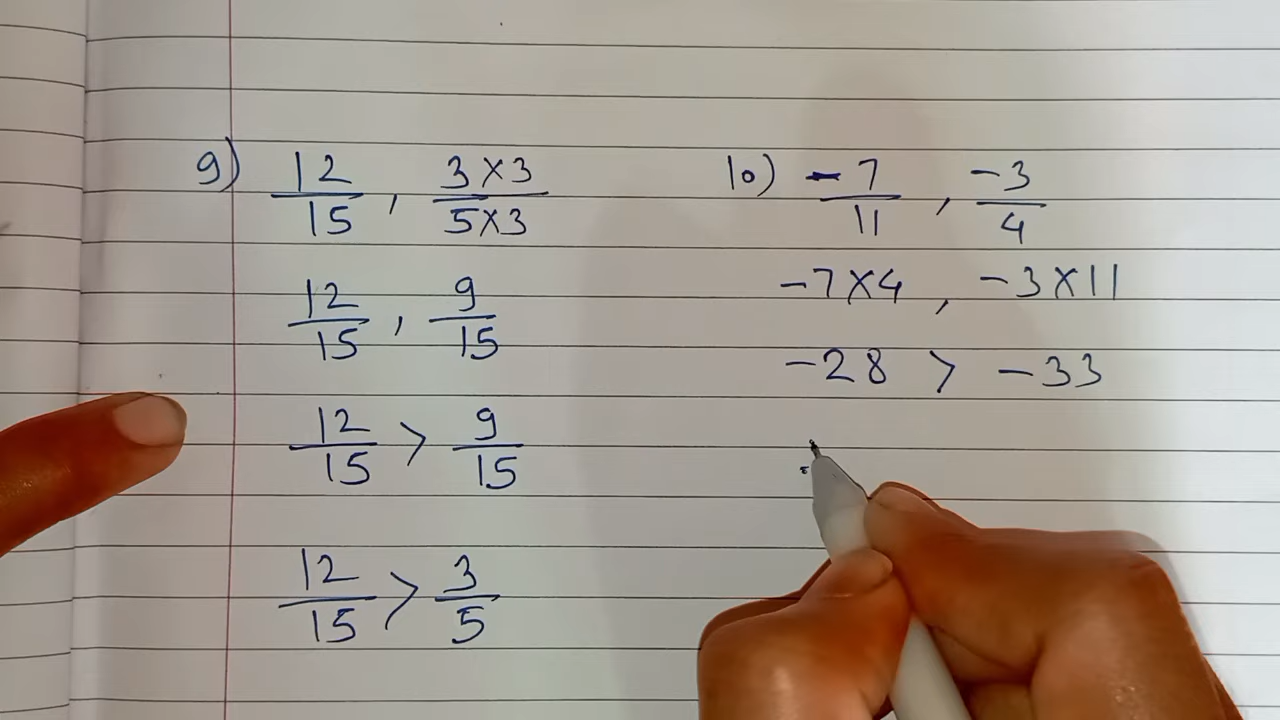 9) 12/15 , 3×3/5×3
12/15 , 9/15
12/15 > 9/15
12/15 > 3/5
10) -7/11 , -3/4
-7×4 , -3×11
-28 > -33